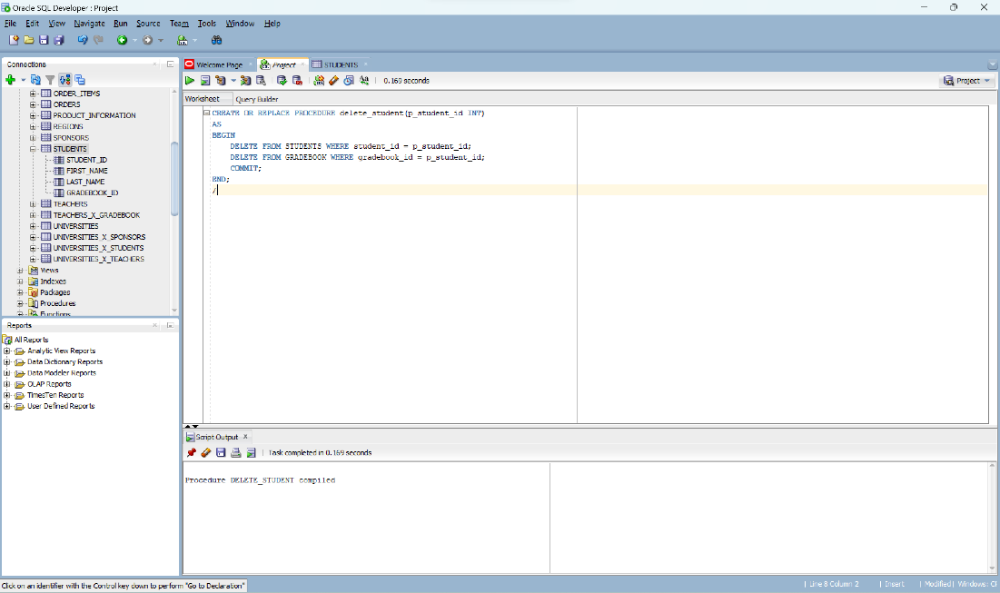 Oracle SQL Developer : Project
File Edit View Navigate Run Source Team Tools Window Help
Connections
ORDER_ITEMS
ORDERS
PRODUCT_INFORMATION
REGIONS
SPONSORS
STUDENTS
STUDENT_ID
FIRST_NAME
LAST_NAME
GRADEBOOK_ID
TEACHERS
TEACHERS_X_GRADEBOOK
UNIVERSITIES
UNIVERSITIES_X_SPONSORS
UNIVERSITIES_X_STUDENTS
UNIVERSITIES_X_TEACHERS
Views
Indexes
Packages
Procedures
Functions
Reports
All Reports
Analytic View Reports
Data Dictionary Reports
Data Modeler Reports
OLAP Reports
TimesTen Reports
User Defined Reports
Welcome Page Project STUDENTS
0.169 seconds
Project
Worksheet Query Builder
CREATE OR REPLACE PROCEDURE delete_student(p_student_id INT)
AS
BEGIN
DELETE FROM STUDENTS WHERE student_id = p_student_id;
DELETE FROM GRADEBOOK WHERE gradebook_id = p_student_id;
COMMIT;
END;
/
Script Output
Task completed in 0.169 seconds
Procedure DELETE_STUDENT compiled
Click on an identifier with the Control key down to perform "Go to Declaration"
Line 8 Column 2 | Insert | Modified | Windows: Cl